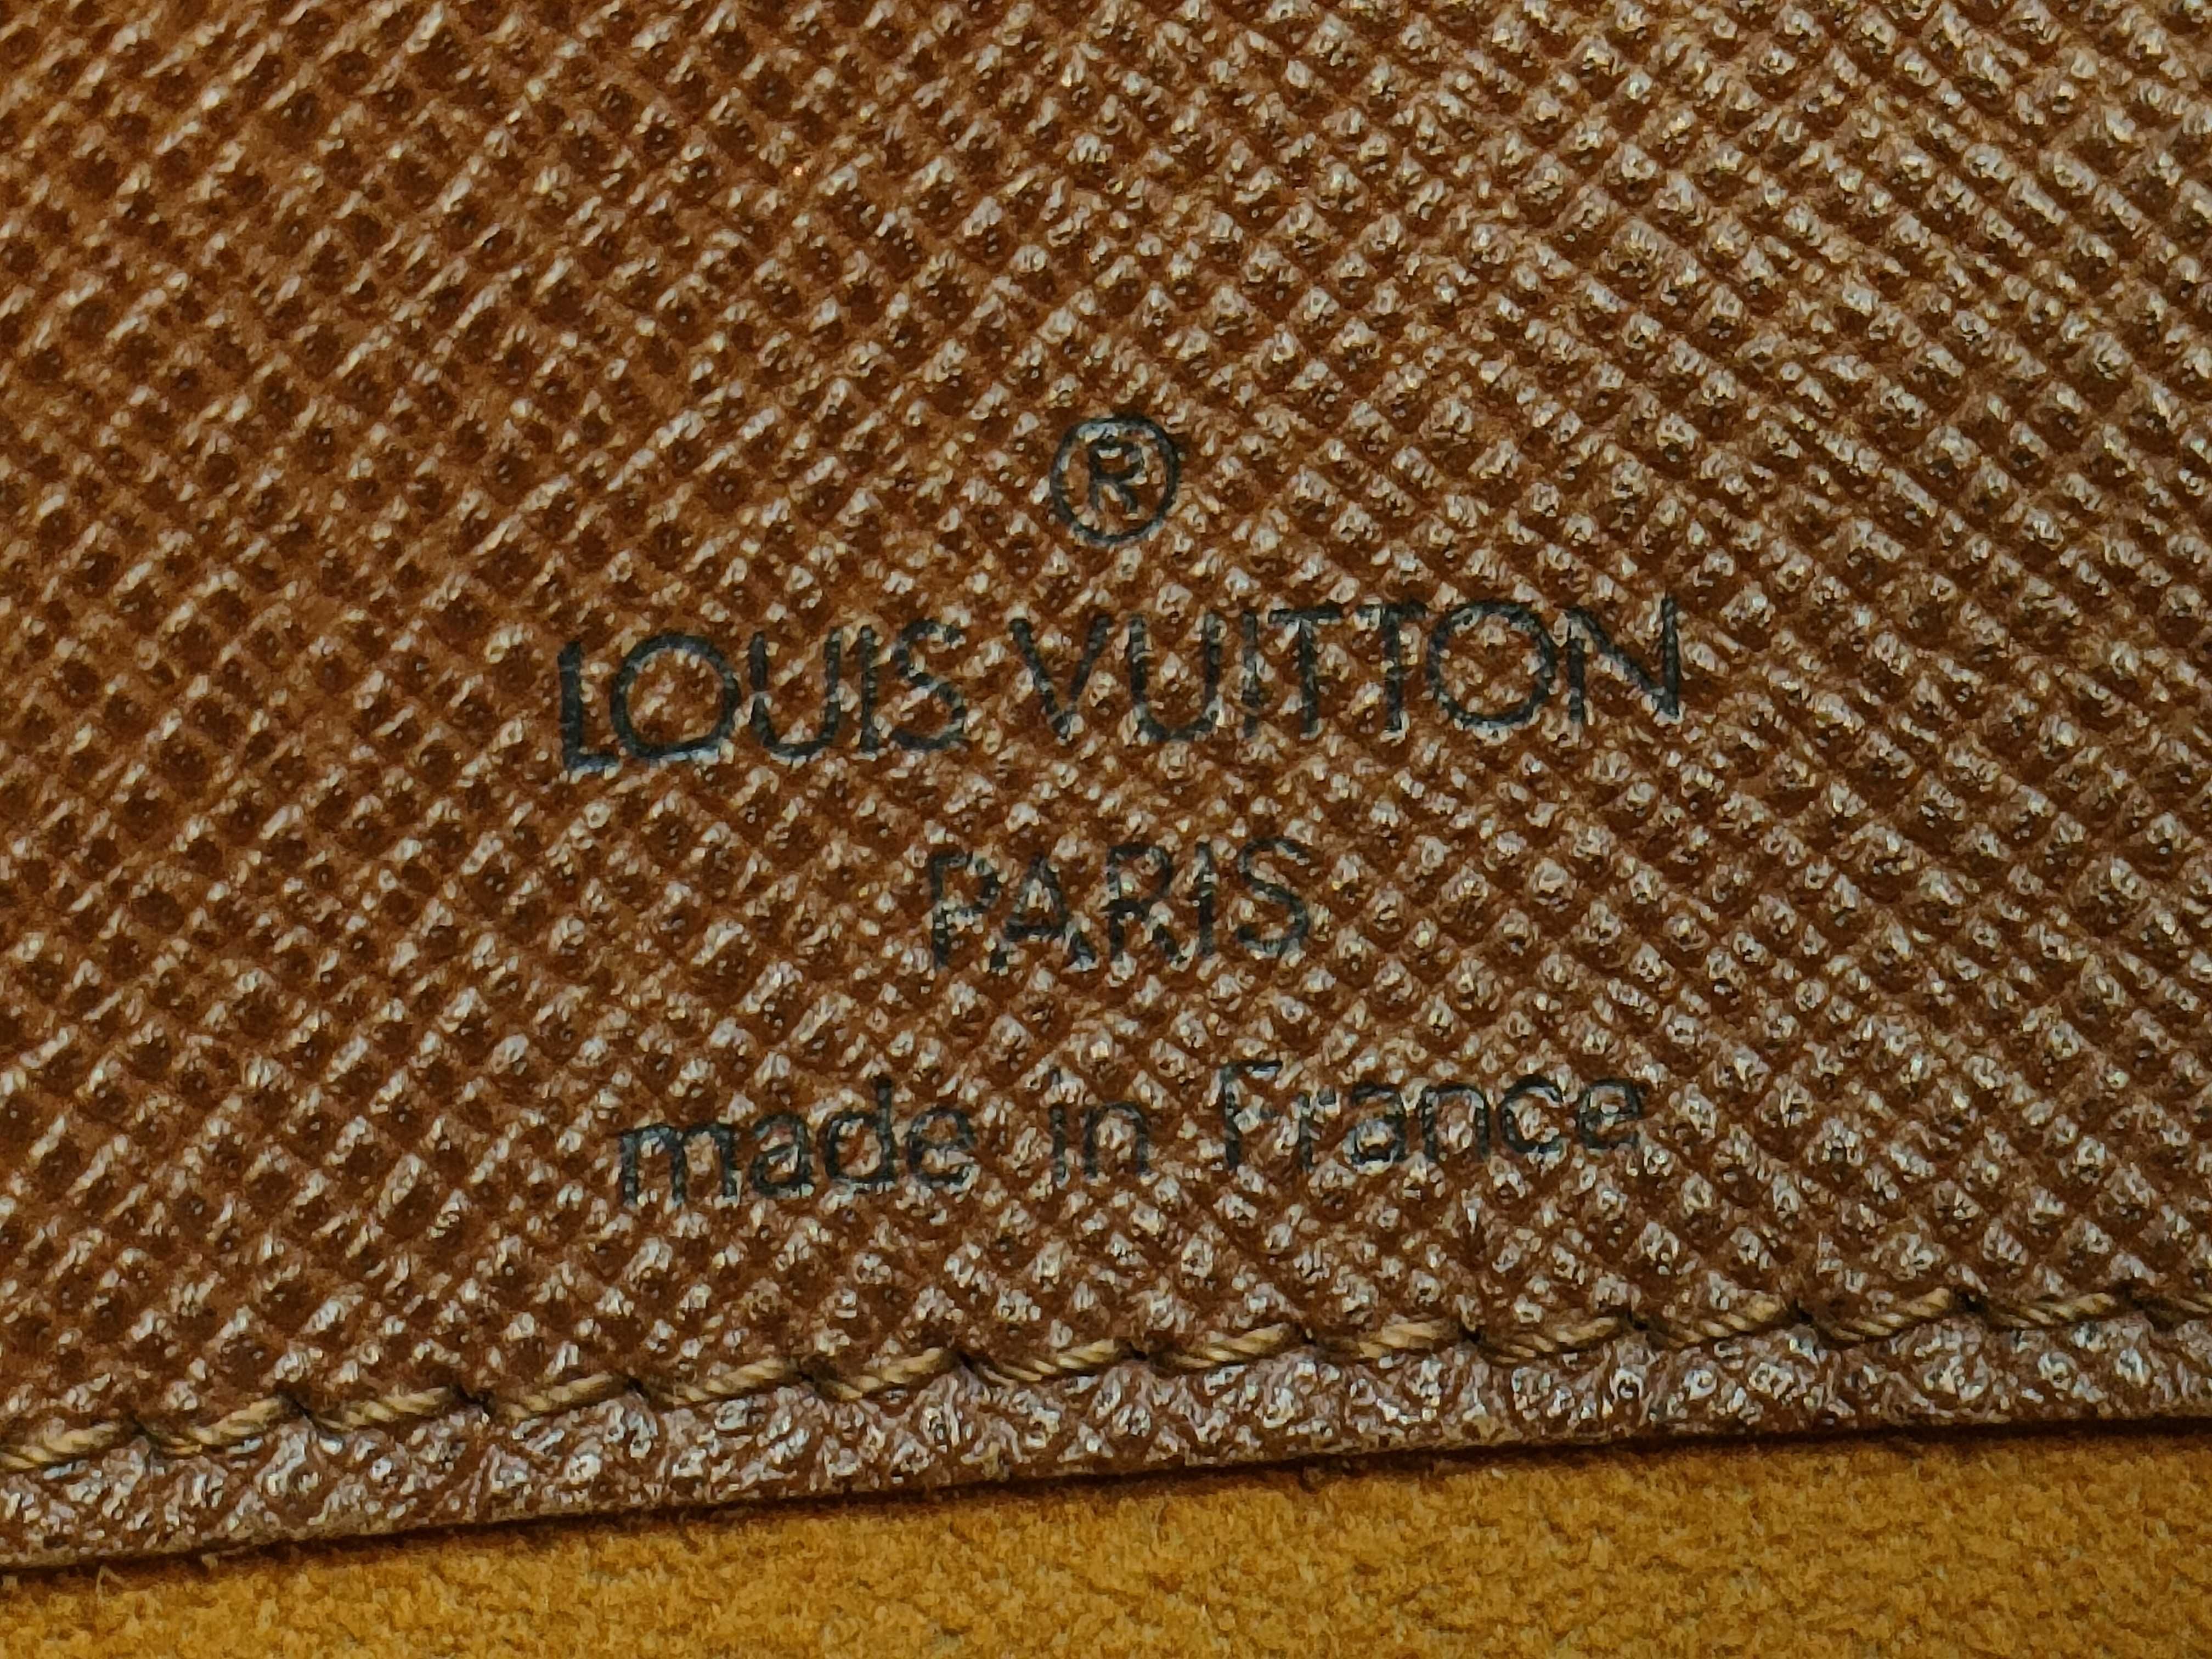 ®
LOUIS VUITTON
PARIS
made in France